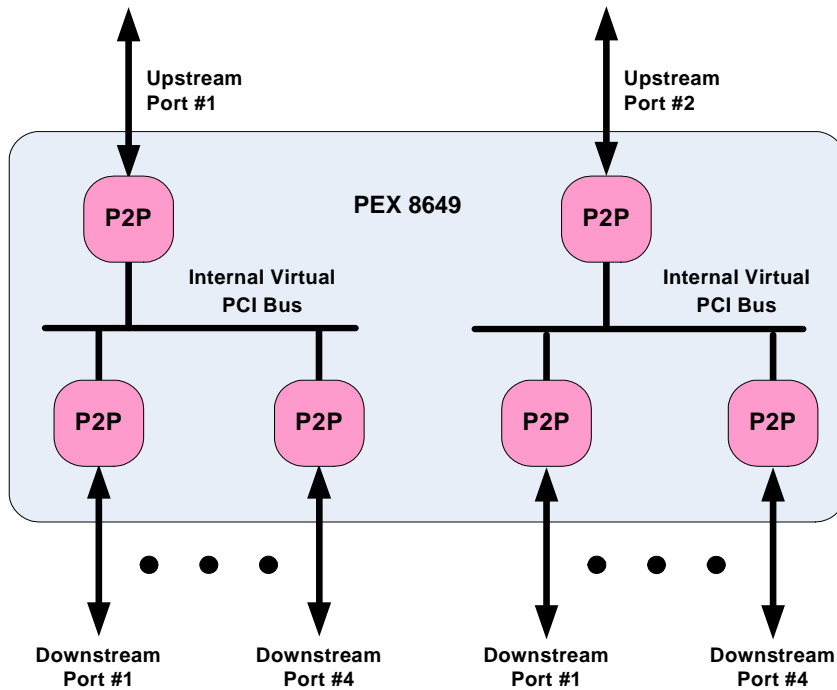 Upstream
Port #1
Upstream
Port #2
P2P
PEX 8649
P2P
Internal Virtual
PCI Bus
Internal Virtual
PCI Bus
P2P
P2P
P2P
P2P
Downstream
Port #1
Downstream
Port #4
Downstream
Port #1
Downstream
Port #4